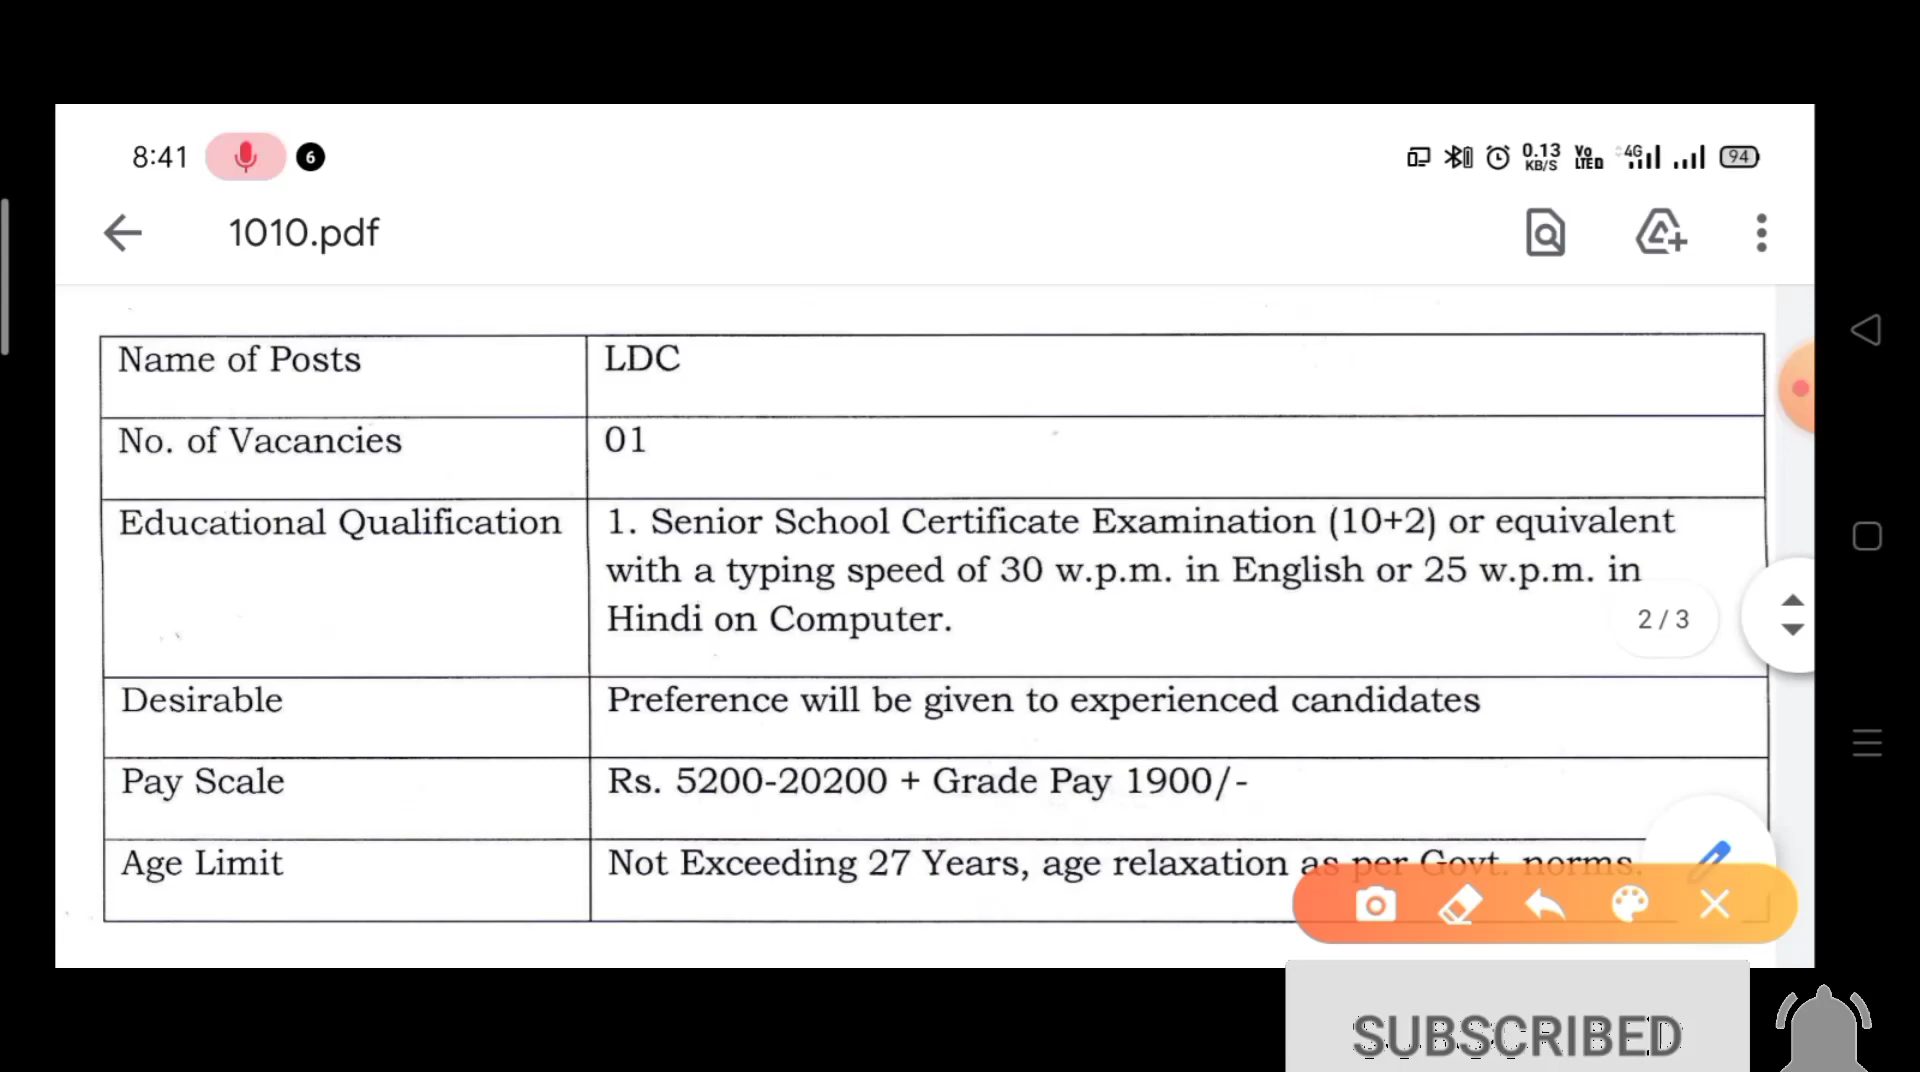 8:41 6 0.13 KB/S Vo LTE 4G 94
1010.pdf
Name of Posts LDC
No. of Vacancies 01
Educational Qualification 1. Senior School Certificate Examination (10+2) or equivalent
with a typing speed of 30 w.p.m. in English or 25 w.p.m. in
Hindi on Computer.
2 / 3
Desirable Preference will be given to experienced candidates
Pay Scale Rs. 5200-20200 + Grade Pay 1900/-
Age Limit Not Exceeding 27 Years, age relaxation as per Govt. norms.
SUBSCRIBED